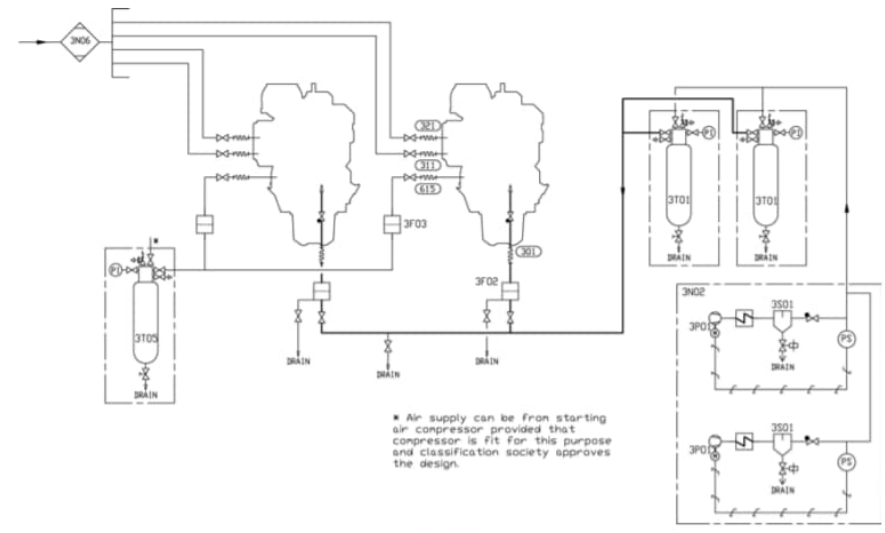 3N06
321
311
615
3F03
301
3F02
PI
3T05
DRAIN
DRAIN
DRAIN
DRAIN
PI
PI
3T01
3T01
DRAIN
DRAIN
3N02
3S01
3P01
PS
DRAIN
3S01
3P01
PS
DRAIN
*
* Air supply can be from starting
air compressor provided that
compressor is fit for this purpose
and classification society approves
the design.